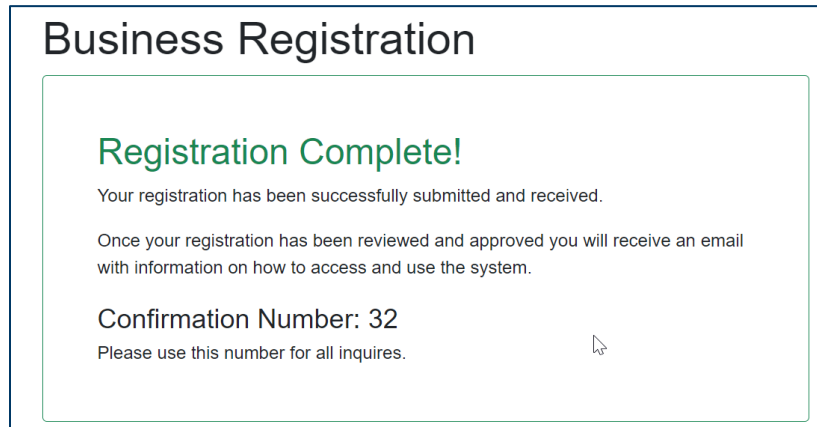 Business Registration
Registration Complete!
Your registration has been successfully submitted and received.
Once your registration has been reviewed and approved you will receive an email
with information on how to access and use the system.
Confirmation Number: 32
Please use this number for all inquires.